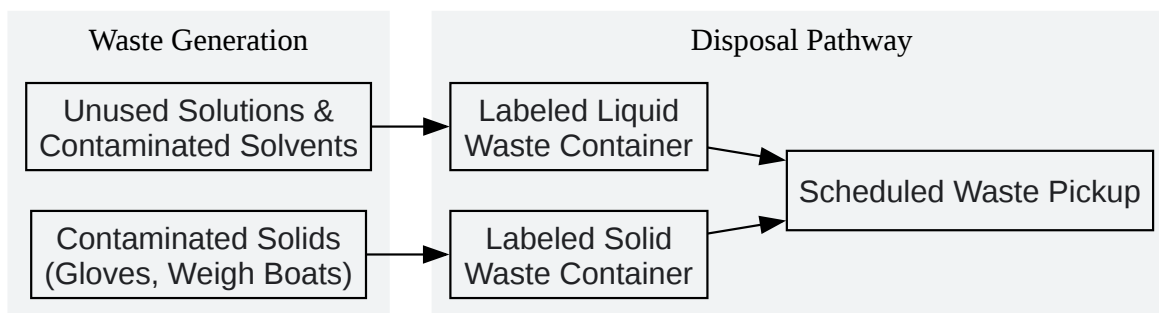 Waste Generation
Disposal Pathway
Unused Solutions &
Contaminated Solvents
Labeled Liquid
Waste Container
Scheduled Waste Pickup
Contaminated Solids
(Gloves, Weigh Boats)
Labeled Solid
Waste Container